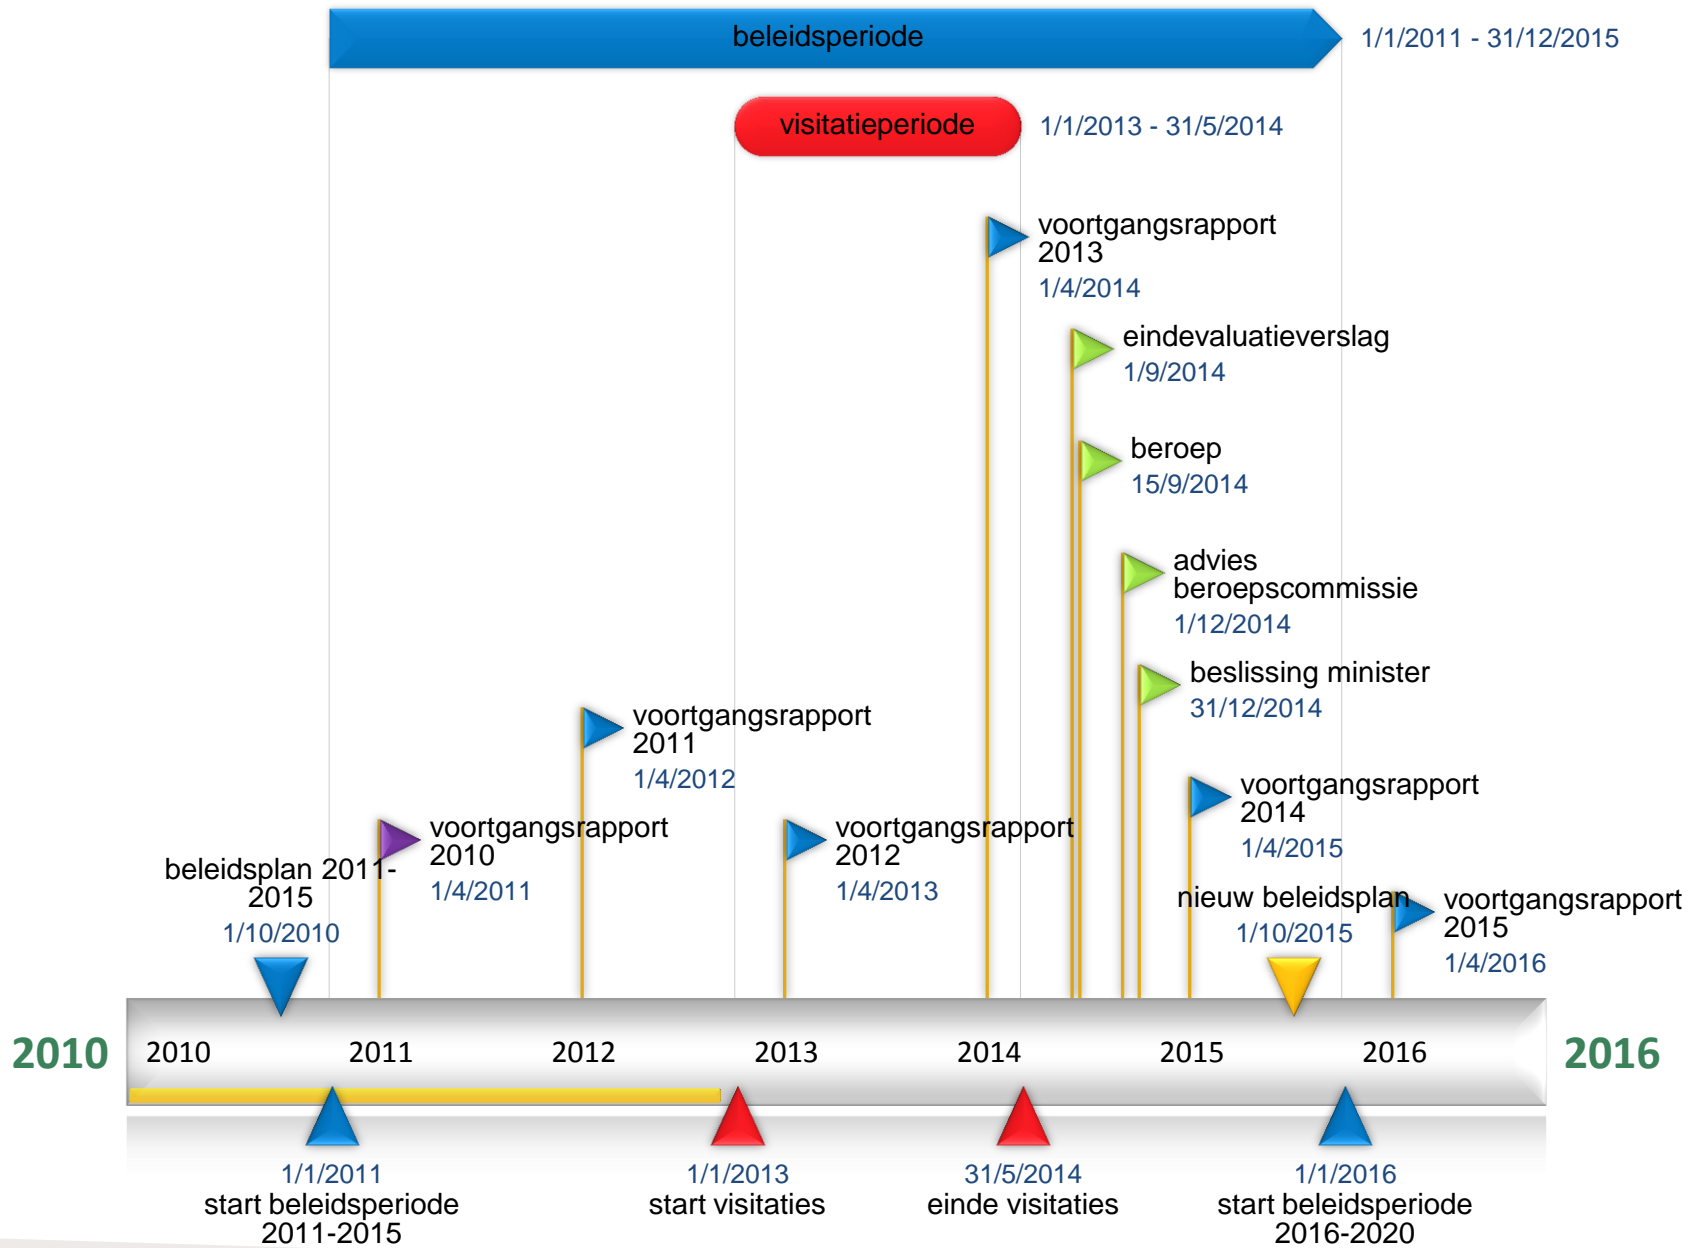 beleidsperiode
1/1/2011 - 31/12/2015
visitatieperiode
1/1/2013 - 31/5/2014
voortgangsrapport
2013
1/4/2014
eindevaluatieverslag
1/9/2014
beroep
15/9/2014
advies
beroepscommissie
1/12/2014
beslissing minister
31/12/2014
voortgangsrapport
2011
1/4/2012
voortgangsrapport
2014
1/4/2015
voortgangsrapport
2010
1/4/2011
voortgangsrapport
2012
1/4/2013
beleidsplan 2011-
2015
1/10/2010
nieuw beleidsplan
1/10/2015
voortgangsrapport
2015
1/4/2016
2010
2010
2011
2012
2013
2014
2015
2016
2016
1/1/2011
start beleidsperiode
2011-2015
1/1/2013
start visitaties
31/5/2014
einde visitaties
1/1/2016
start beleidsperiode
2016-2020